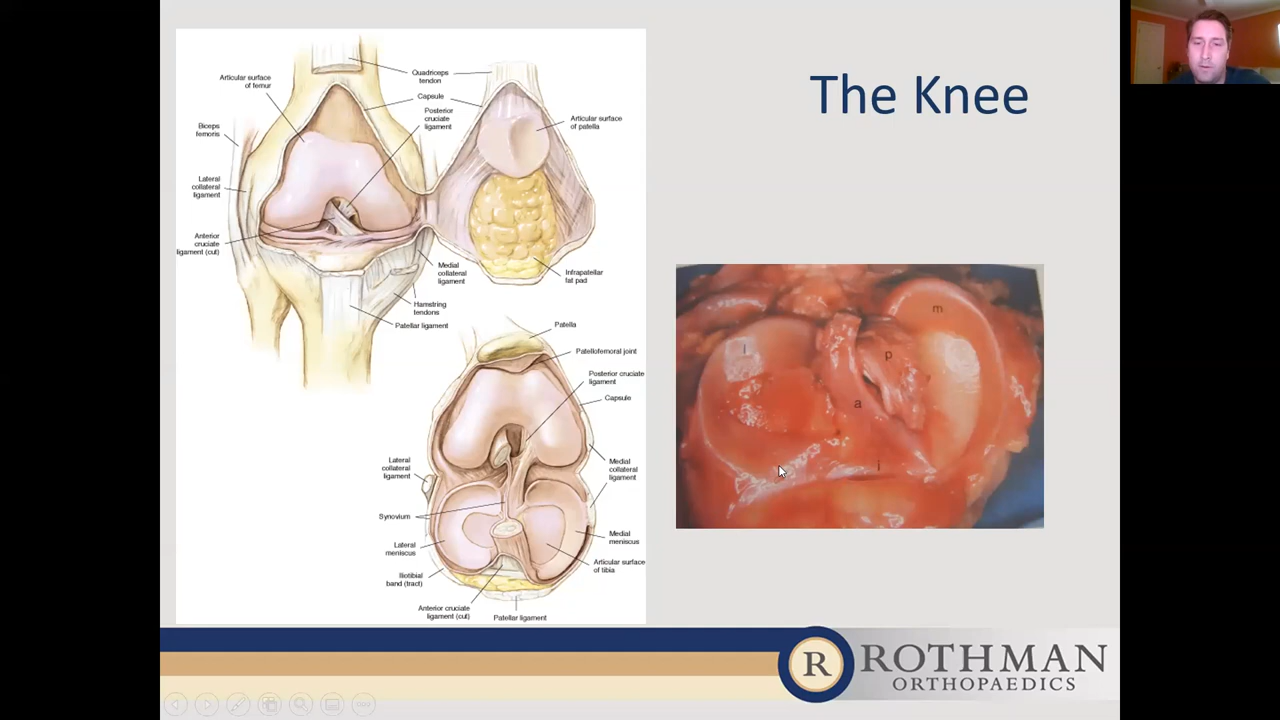 The Knee
Quadriceps
tendon
Articular surface
of femur
Capsule
Posterior
cruciate
ligament
Articular surface
of patella
Biceps
femoris
Lateral
collateral
ligament
Anterior
cruciate
ligament (cut)
Medial
collateral
ligament
Infrapatellar
fat pad
Hamstring
tendons
Patellar ligament
Patella
Patellofemoral joint
Posterior cruciate
ligament
Capsule
Lateral
collateral
ligament
Medial
collateral
ligament
Synovium
Medial
meniscus
Lateral
meniscus
Articular surface
of tibia
Iliotibial
band (tract)
Anterior cruciate
ligament (cut)
Patellar ligament
m
l
p
a
i
R
ROTHMAN
ORTHOPAEDICS